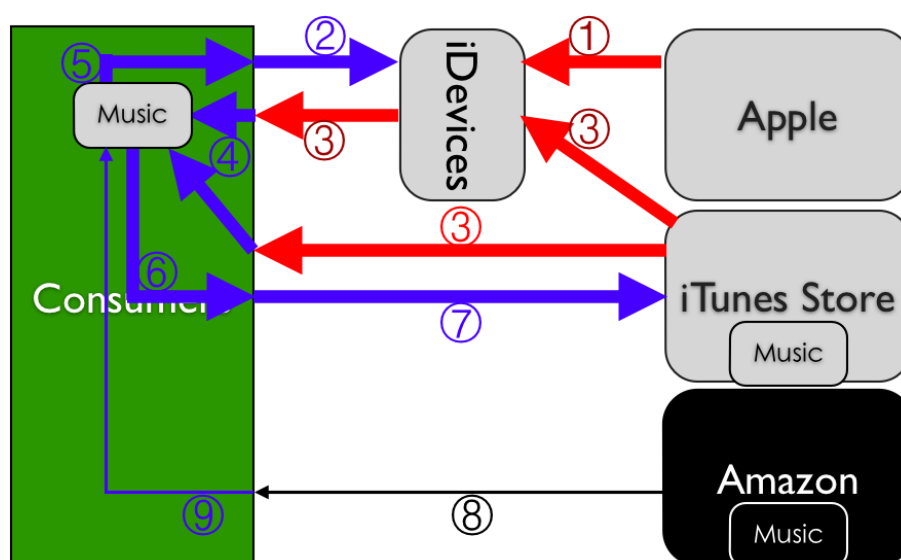 ⑤
②
①
iDevices
Apple
Music
③
③
④
③
⑥
Consumers
iTunes Store
⑦
Music
Amazon
⑨
⑧
Music